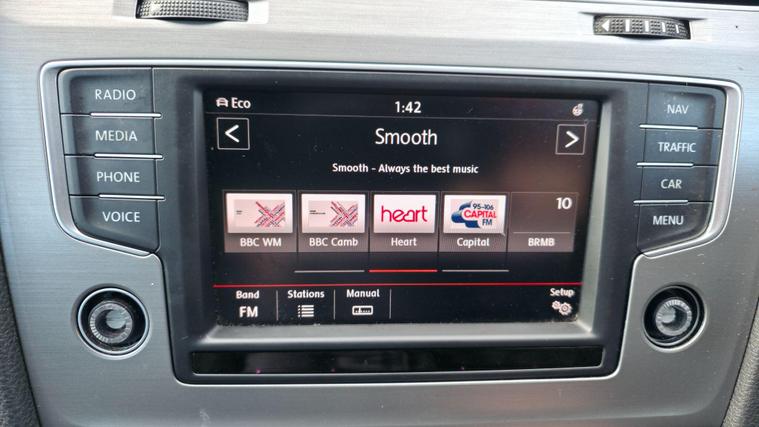 RADIO
MEDIA
PHONE
VOICE
Eco
1:42
Smooth
Smooth - Always the best music
heart
95-106
CAPITAL
FM
10
BBC WM
BBC Camb
Heart
Capital
BRMB
Band
Stations
Manual
Setup
FM
NAV
TRAFFIC
CAR
MENU